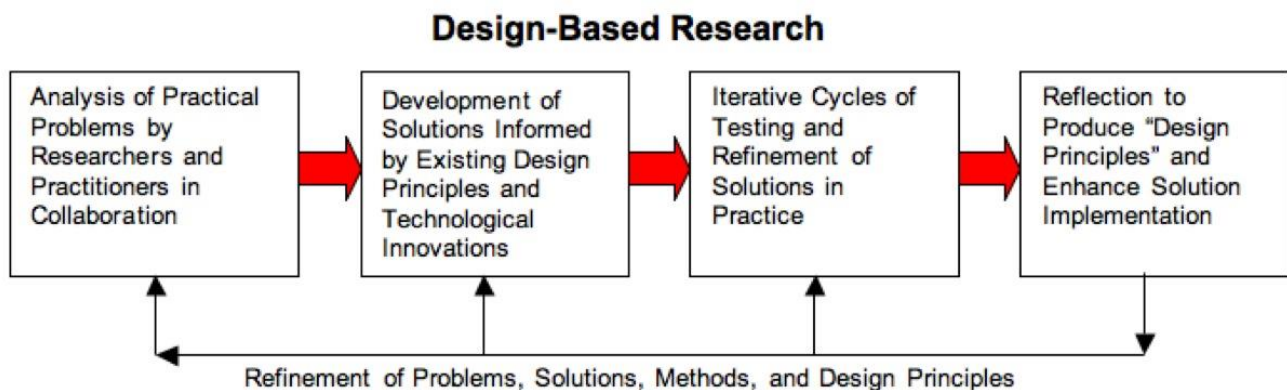 Design-Based Research
Analysis of Practical
Problems by
Researchers and
Practitioners in
Collaboration
Development of
Solutions Informed
by Existing Design
Principles and
Technological
Innovations
Iterative Cycles of
Testing and
Refinement of
Solutions in
Practice
Reflection to
Produce “Design
Principles” and
Enhance Solution
Implementation
Refinement of Problems, Solutions, Methods, and Design Principles